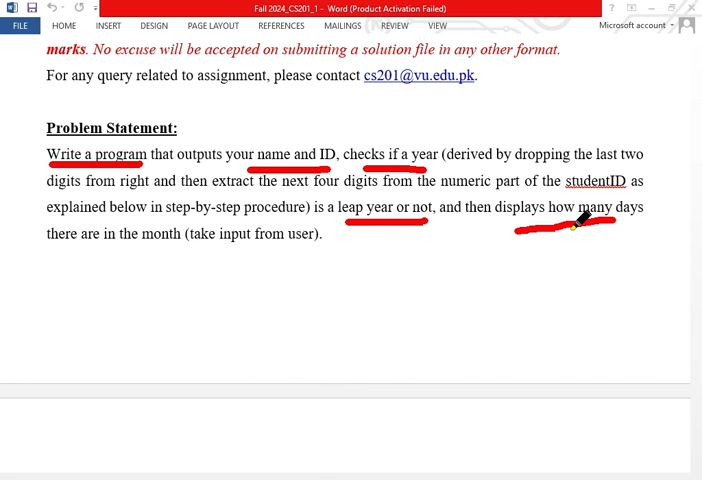 Fall 2024_CS201_1 - Word (Product Activation Failed)
FILE HOME INSERT DESIGN PAGE LAYOUT REFERENCES MAILINGS REVIEW VIEW Microsoft account
marks. No excuse will be accepted on submitting a solution file in any other format.
For any query related to assignment, please contact cs201@vu.edu.pk.
Problem Statement:
Write a program that outputs your name and ID, checks if a year (derived by dropping the last two
digits from right and then extract the next four digits from the numeric part of the studentID as
explained below in step-by-step procedure) is a leap year or not, and then displays how many days
there are in the month (take input from user).